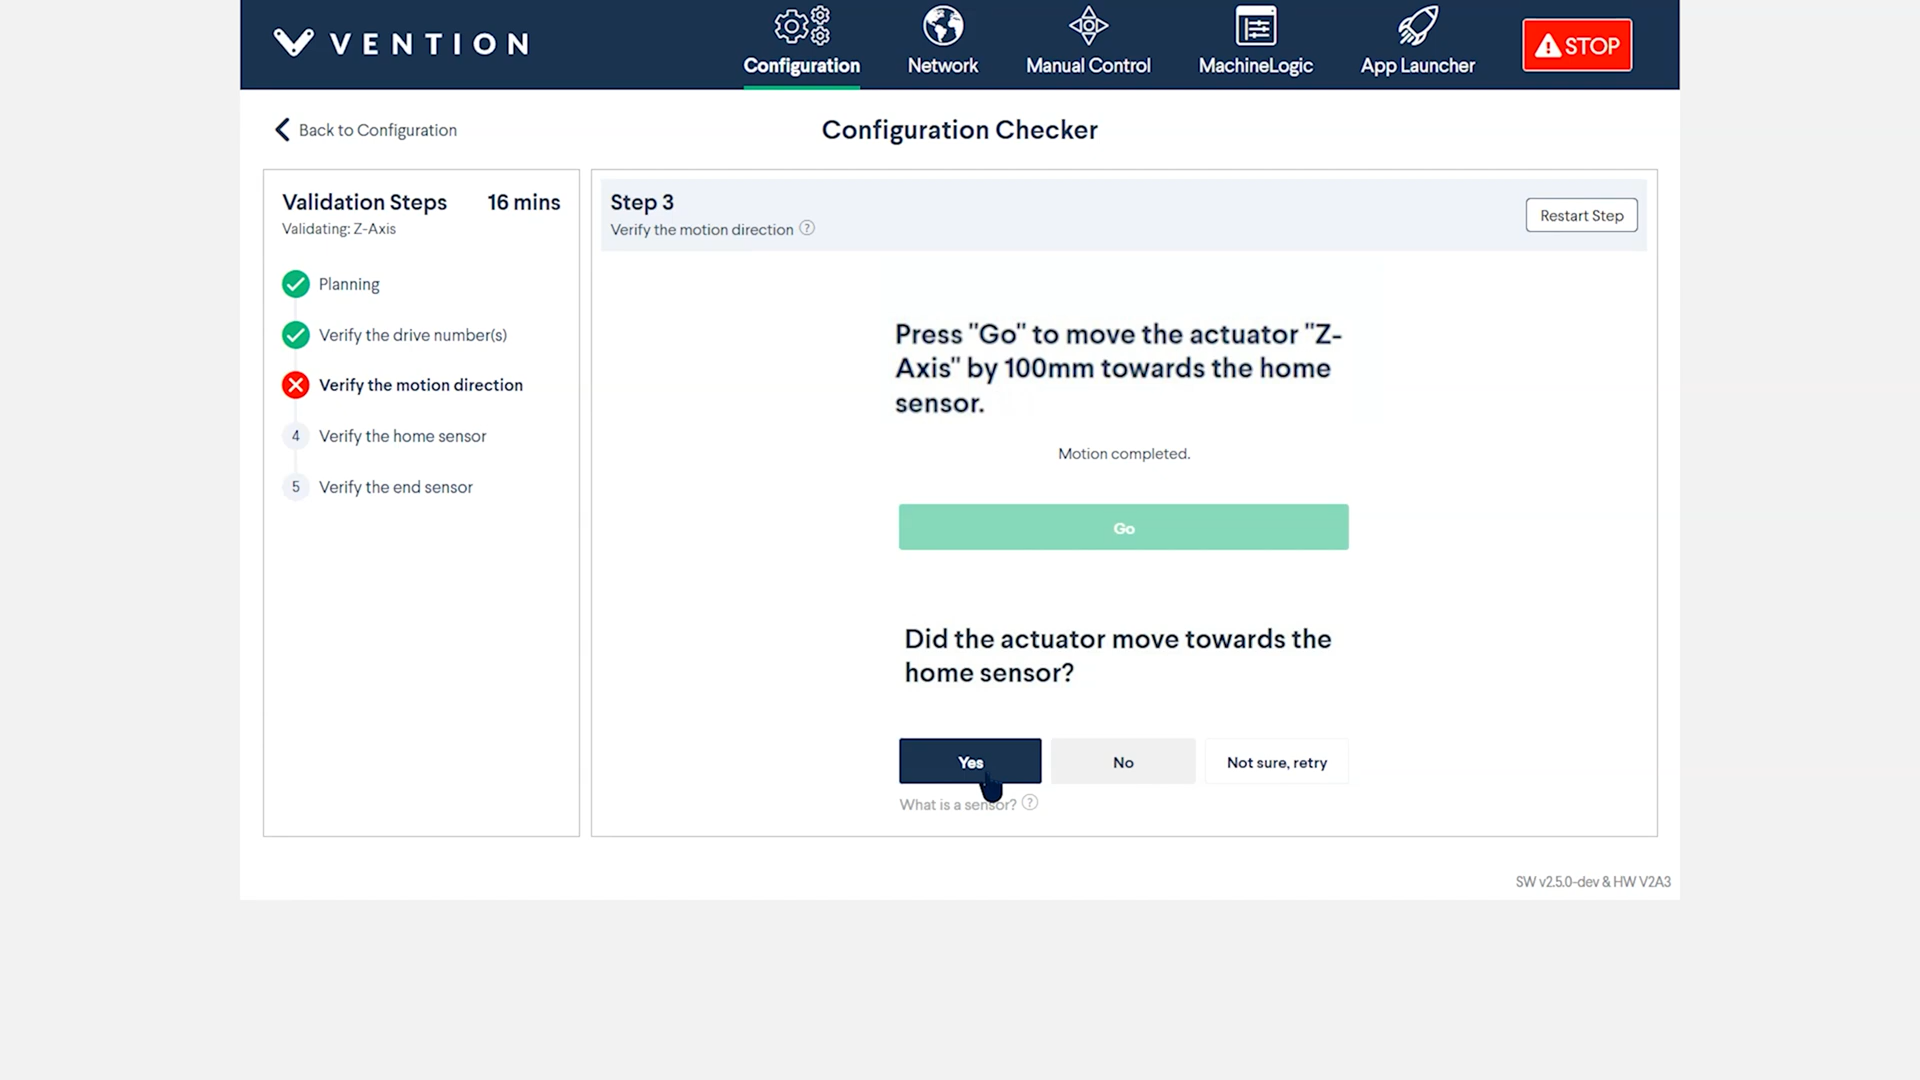 VENTION
Configuration
Network
Manual Control
MachineLogic
App Launcher
STOP
Back to Configuration
Configuration Checker
Validation Steps
16 mins
Validating: Z-Axis
Planning
Verify the drive number(s)
Verify the motion direction
4 Verify the home sensor
5 Verify the end sensor
Step 3
Verify the motion direction ?
Restart Step
Press "Go" to move the actuator "Z-
Axis" by 100mm towards the home
sensor.
Motion completed.
Go
Did the actuator move towards the
home sensor?
Yes
No
Not sure, retry
What is a sensor? ?
SW v2.5.0-dev & HW V2A3